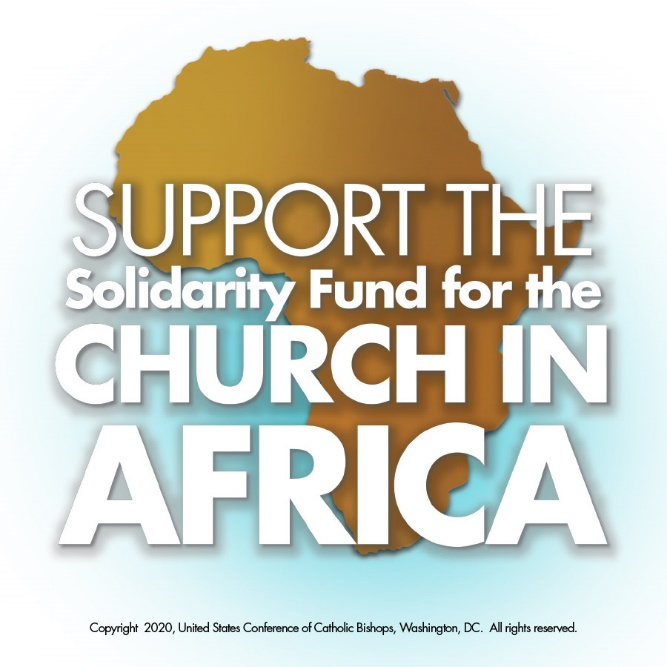 SUPPORT THE
Solidarity Fund for the
CHURCH IN
AFRICA
Copyright 2020, United States Conference of Catholic Bishops, Washington, DC. All rights reserved.